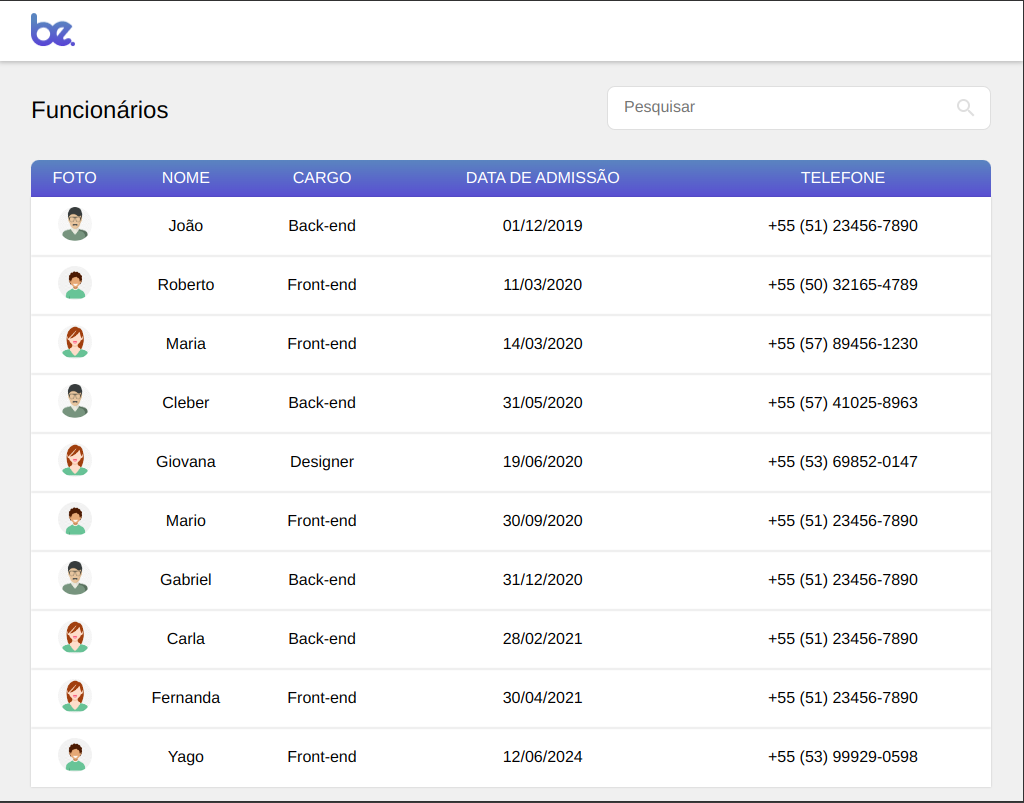 be.
Funcionários
Pesquisar
FOTO NOME CARGO DATA DE ADMISSÃO TELEFONE
João Back-end 01/12/2019 +55 (51) 23456-7890
Roberto Front-end 11/03/2020 +55 (50) 32165-4789
Maria Front-end 14/03/2020 +55 (57) 89456-1230
Cleber Back-end 31/05/2020 +55 (57) 41025-8963
Giovana Designer 19/06/2020 +55 (53) 69852-0147
Mario Front-end 30/09/2020 +55 (51) 23456-7890
Gabriel Back-end 31/12/2020 +55 (51) 23456-7890
Carla Back-end 28/02/2021 +55 (51) 23456-7890
Fernanda Front-end 30/04/2021 +55 (51) 23456-7890
Yago Front-end 12/06/2024 +55 (53) 99929-0598